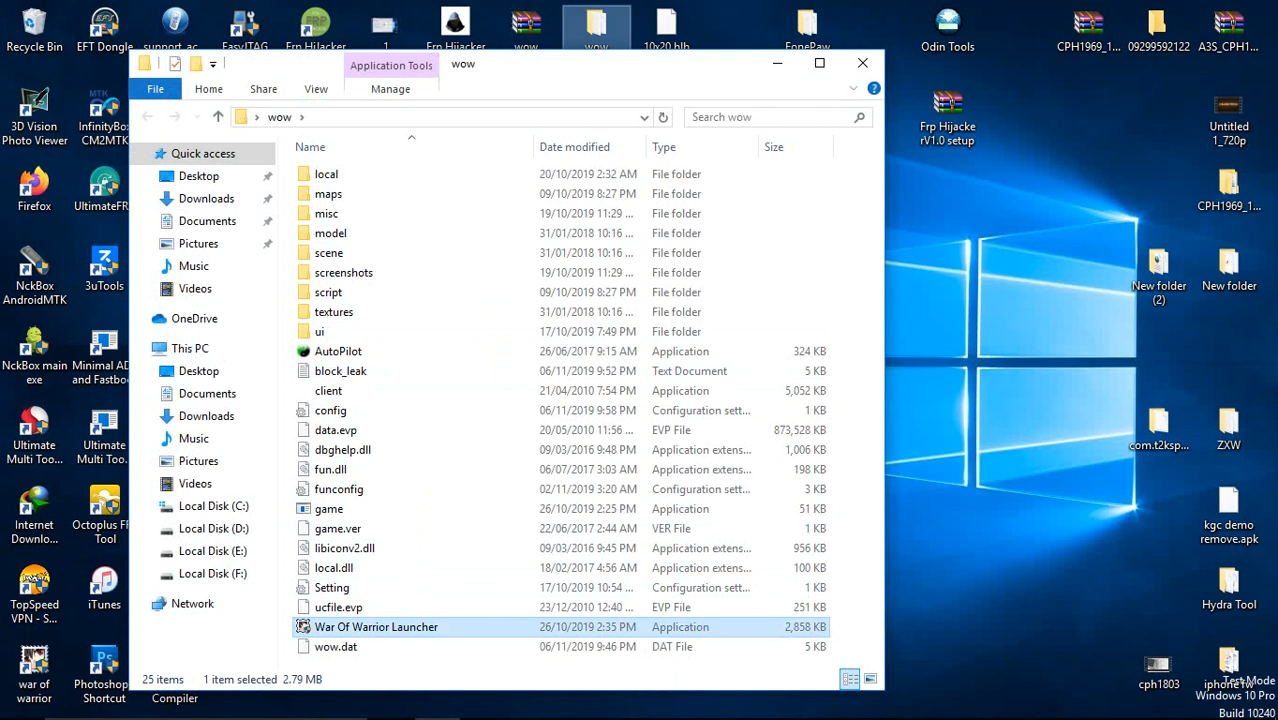 Recycle Bin
EFT Dongle
support_ac...
EasyJTAG
Frp HiJacker
1
Frp Hijacker
wow
wow
10x20 hlb
FonePaw
Odin Tools
CPH1969_1...
09299592122
A3S_CPH1...
Application Tools
wow
File
Home
Share
View
Manage
wow
Search wow
3D Vision
Photo Viewer
InfinityBox
CM2MTK
Frp Hijacke
rV1.0 setup
Untitled
1_720p
Name
Date modified
Type
Size
Quick access
Desktop
Downloads
Documents
Pictures
Music
Videos
OneDrive
This PC
Desktop
Documents
Downloads
Music
Pictures
Videos
Local Disk (C:)
Local Disk (D:)
Local Disk (E:)
Local Disk (F:)
Network
local 20/10/2019 2:32 AM File folder
maps 09/10/2019 8:27 PM File folder
misc 19/10/2019 11:29 ... File folder
model 31/01/2018 10:16 ... File folder
scene 31/01/2018 10:16 ... File folder
screenshots 19/10/2019 11:29 ... File folder
script 09/10/2019 8:27 PM File folder
textures 31/01/2018 10:16 ... File folder
ui 17/10/2019 7:49 PM File folder
AutoPilot 26/06/2017 9:15 AM Application 324 KB
block_leak 06/11/2019 9:52 PM Text Document 5 KB
client 21/04/2010 7:54 PM Application 5,052 KB
config 06/11/2019 9:58 PM Configuration sett... 1 KB
data.evp 20/05/2010 11:56 ... EVP File 873,528 KB
dbghelp.dll 09/03/2016 9:48 PM Application extens... 1,006 KB
fun.dll 06/07/2017 3:03 AM Application extens... 198 KB
funconfig 02/11/2019 3:20 AM Configuration sett... 3 KB
game 26/10/2019 2:25 PM Application 51 KB
game.ver 22/06/2017 2:44 AM VER File 1 KB
libiconv2.dll 09/03/2016 9:45 PM Application extens... 956 KB
local.dll 18/02/2017 4:56 AM Application extens... 100 KB
Setting 17/10/2019 10:54 ... Configuration sett... 1 KB
ucfile.evp 23/12/2010 12:40 ... EVP File 251 KB
War Of Warrior Launcher 26/10/2019 2:35 PM Application 2,858 KB
wow.dat 06/11/2019 9:46 PM DAT File 5 KB
25 items 1 item selected 2.79 MB
Firefox
UltimateFR...
NckBox
AndroidMTK
3uTools
NckBox main
exe
Minimal AD...
and Fastboo...
Ultimate
Multi Too...
Ultimate
Multi Too...
Internet
Downlo...
Octoplus FR...
Tool
TopSpeed
VPN - S...
iTunes
war of
warrior
Photoshop...
Shortcut
Compiler
CPH1969_1...
New folder
(2)
New folder
com.t2ksp...
ZXW
kgc demo
remove.apk
Hydra Tool
cph1803
Test Mode
Windows 10 Pro
Build 10240